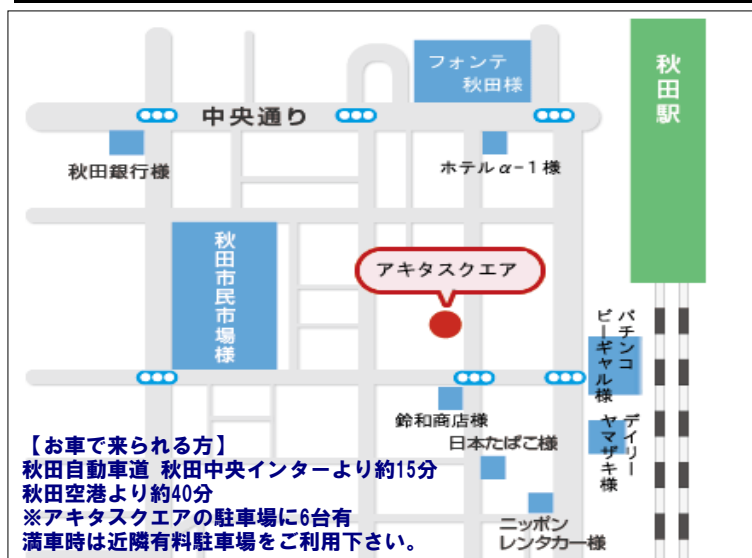 フォンテ
秋田様
秋田駅
中央通り
秋田銀行様
ホテルα-1様
秋田市民市場様
アキタスクエア
パチンコ
ビーギャル様
鈴和商店様
デイリー
ヤマザキ様
日本たばこ様
ニッポン
レンタカー様
【お車で来られる方】
秋田自動車道 秋田中央インターより約15分
秋田空港より約40分
※アキタスクエアの駐車場に6台有
満車時は近隣有料駐車場をご利用下さい。